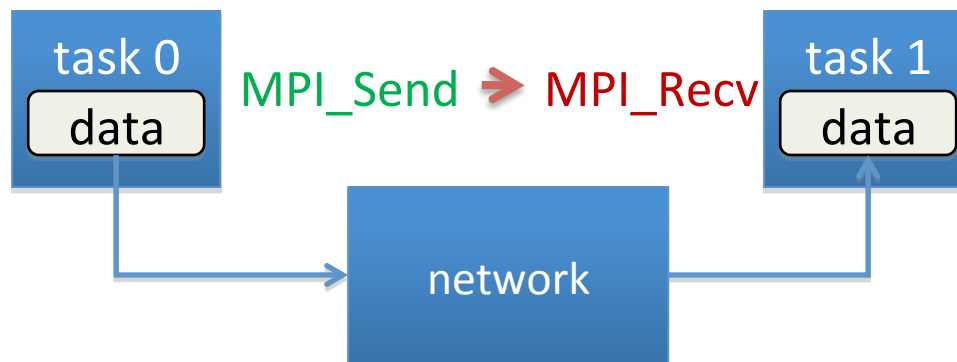 task 0
data
MPI_Send
MPI_Recv
task 1
data
network